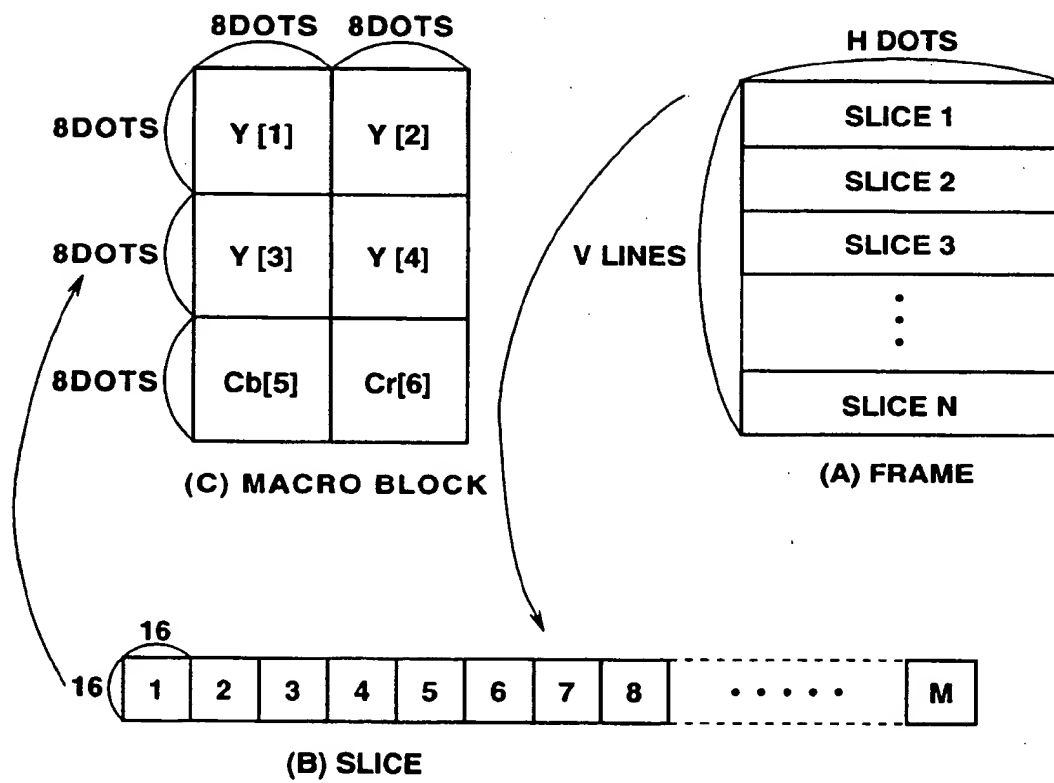 8DOTS 8DOTS
8DOTS Y [1] Y [2]
8DOTS Y [3] Y [4]
8DOTS Cb[5] Cr[6]
(C) MACRO BLOCK
H DOTS
V LINES
SLICE 1
SLICE 2
SLICE 3
SLICE N
(A) FRAME
16
16 1 2 3 4 5 6 7 8 ..... M
(B) SLICE